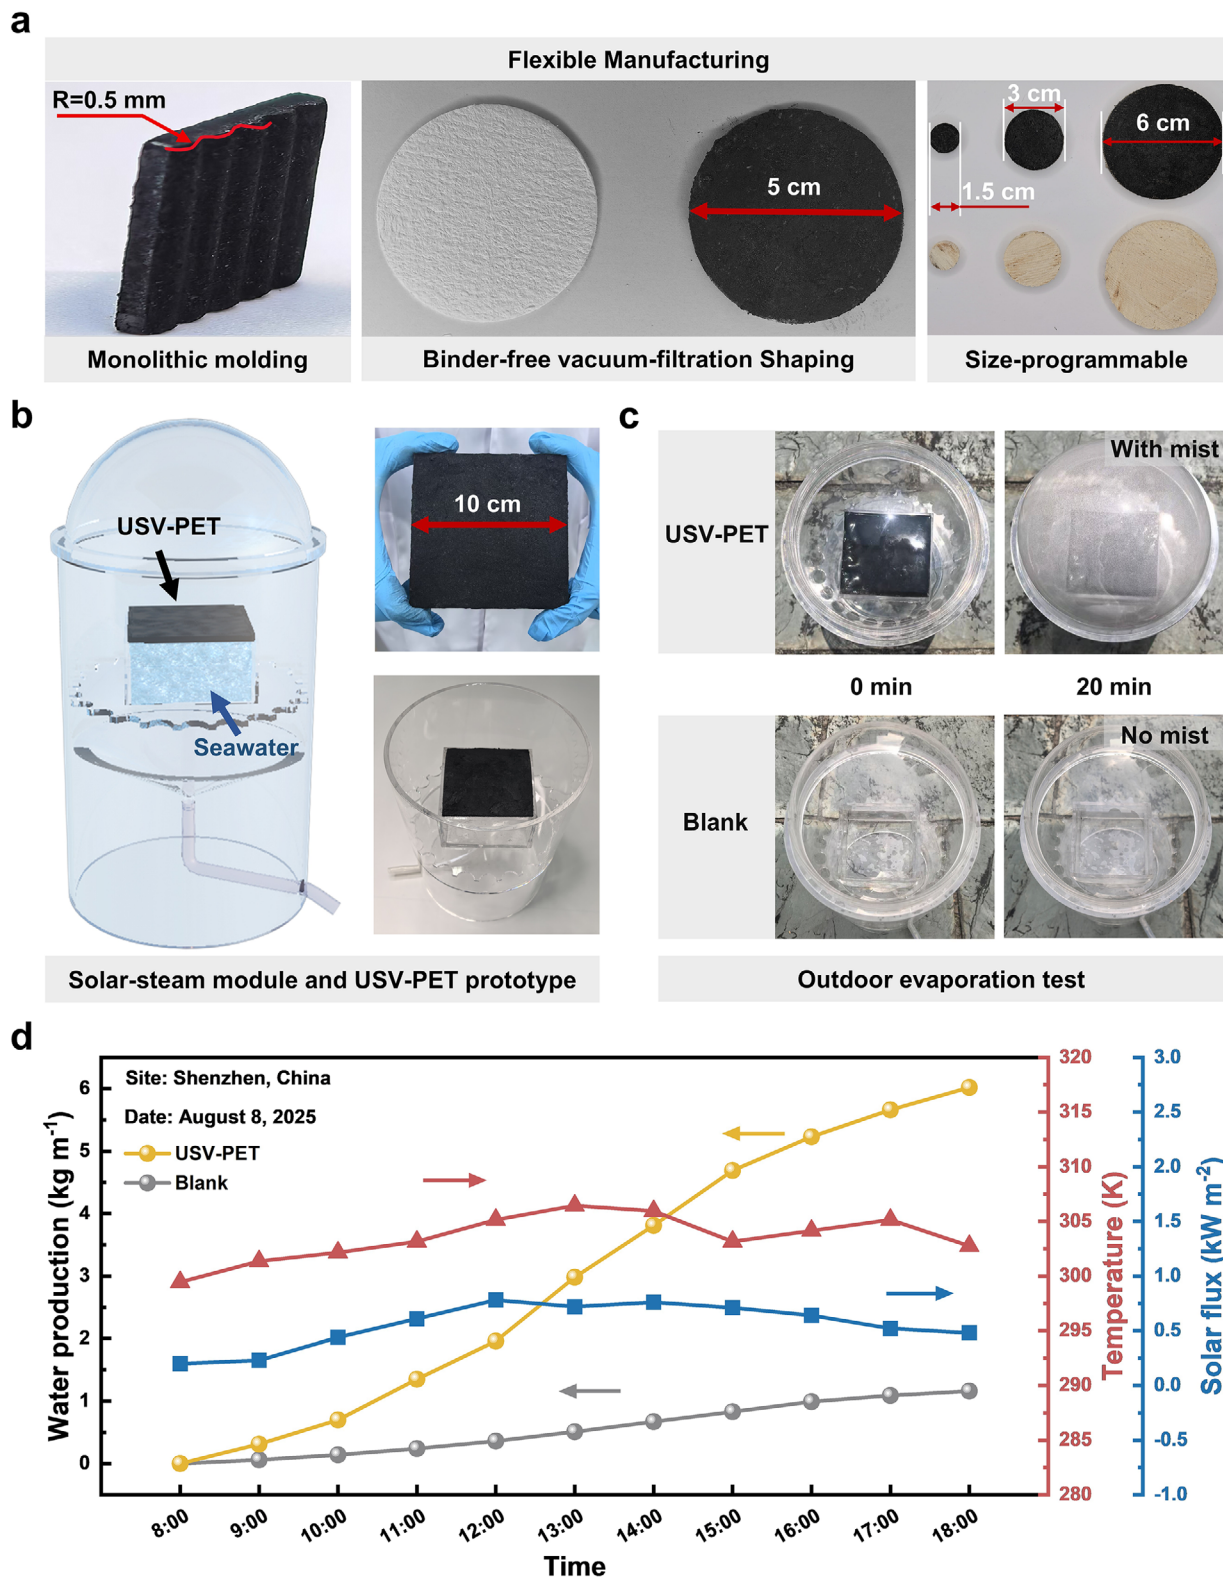 a
Flexible Manufacturing
R=0.5 mm
5 cm
3 cm
6 cm
1.5 cm
Monolithic molding
Binder-free vacuum-filtration Shaping
Size-programmable
b
USV-PET
Seawater
10 cm
Solar-steam module and USV-PET prototype
c
USV-PET
With mist
0 min
20 min
Blank
No mist
Outdoor evaporation test
d
Site: Shenzhen, China
Date: August 8, 2025
USV-PET
Blank
Water production (kg m⁻¹)
6
5
4
3
2
1
0
320
315
310
305
300
295
290
285
280
Temperature (K)
3.0
2.5
2.0
1.5
1.0
0.5
0.0
-0.5
-1.0
Solar flux (kW m⁻²)
8:00
9:00
10:00
11:00
12:00
13:00
14:00
15:00
16:00
17:00
18:00
Time